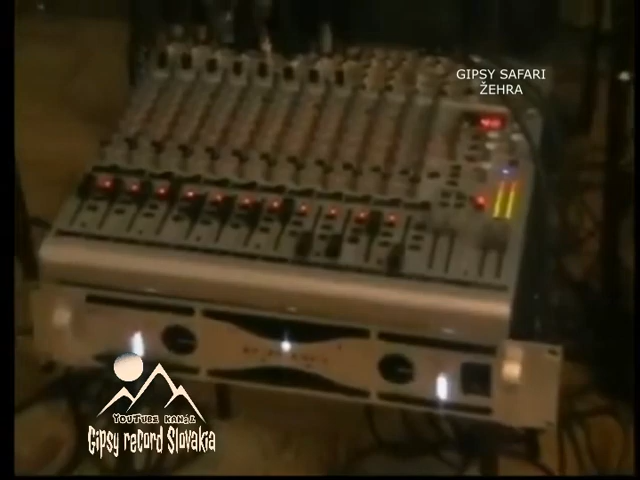 GIPSY SAFARI
ŽEHRA
YouTube kanál
Gipsy record Slovakia